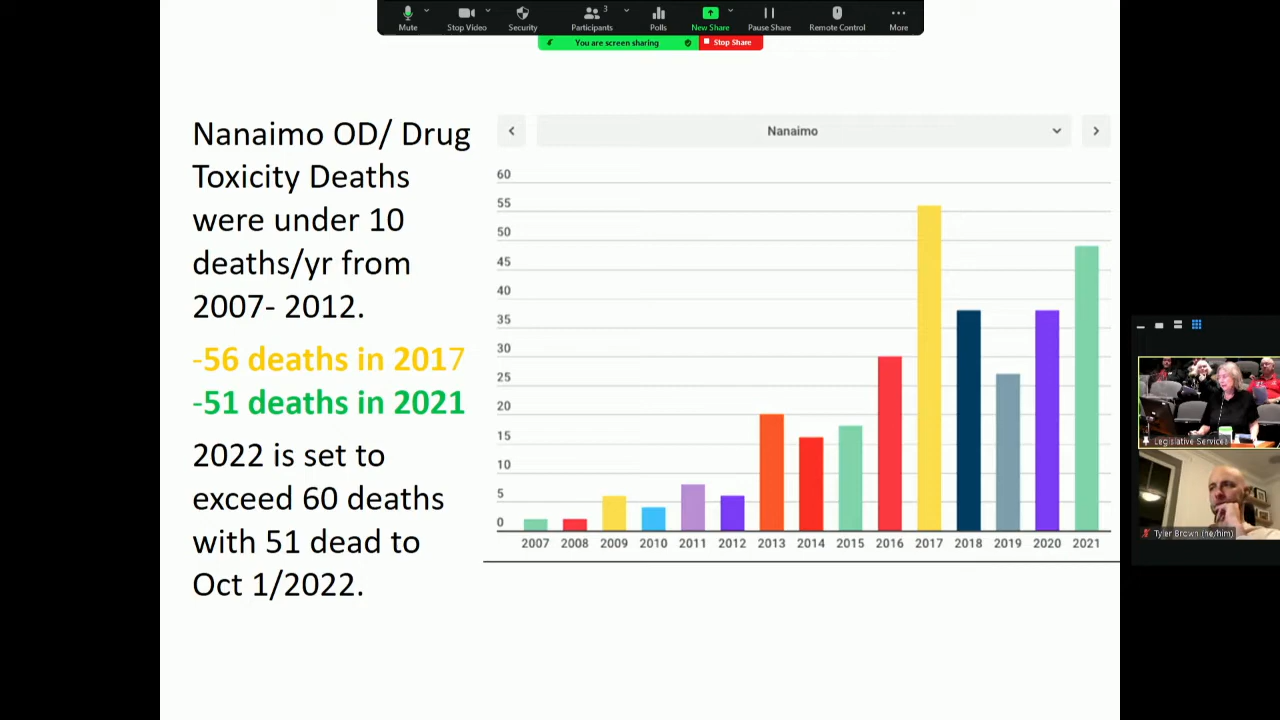 Mute
Stop Video
Security
3
Participants
Polls
New Share
Pause Share
Remote Control
More
You are screen sharing
Stop Share
Nanaimo OD/ Drug
Toxicity Deaths
were under 10
deaths/yr from
2007- 2012.
-56 deaths in 2017
-51 deaths in 2021
2022 is set to
exceed 60 deaths
with 51 dead to
Oct 1/2022.
Nanaimo
60
55
50
45
40
35
30
25
20
15
10
5
0
2007 2008 2009 2010 2011 2012 2013 2014 2015 2016 2017 2018 2019 2020 2021
Legislative Services
Tyler Brown (he/him)